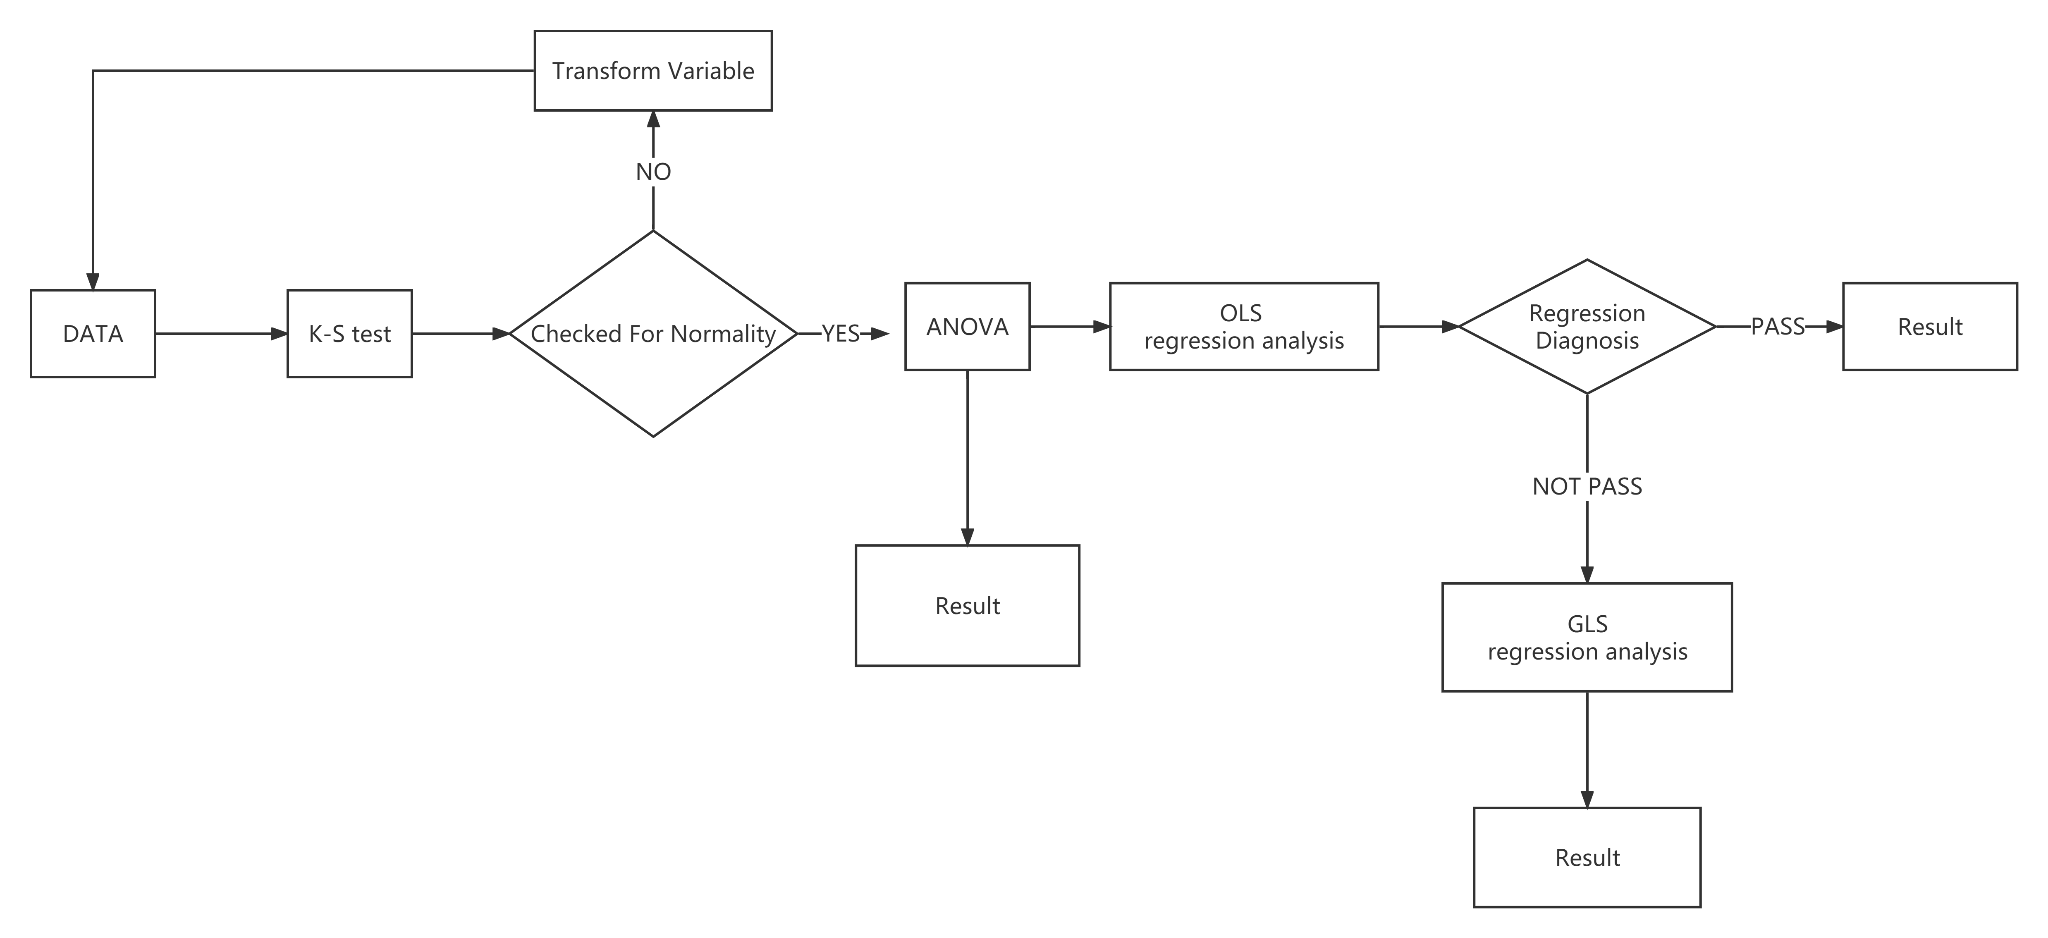 Transform Variable
NO
DATA
K-S test
Checked For Normality
YES
ANOVA
OLS
regression analysis
Regression
Diagnosis
PASS
Result
NOT PASS
Result
GLS
regression analysis
Result